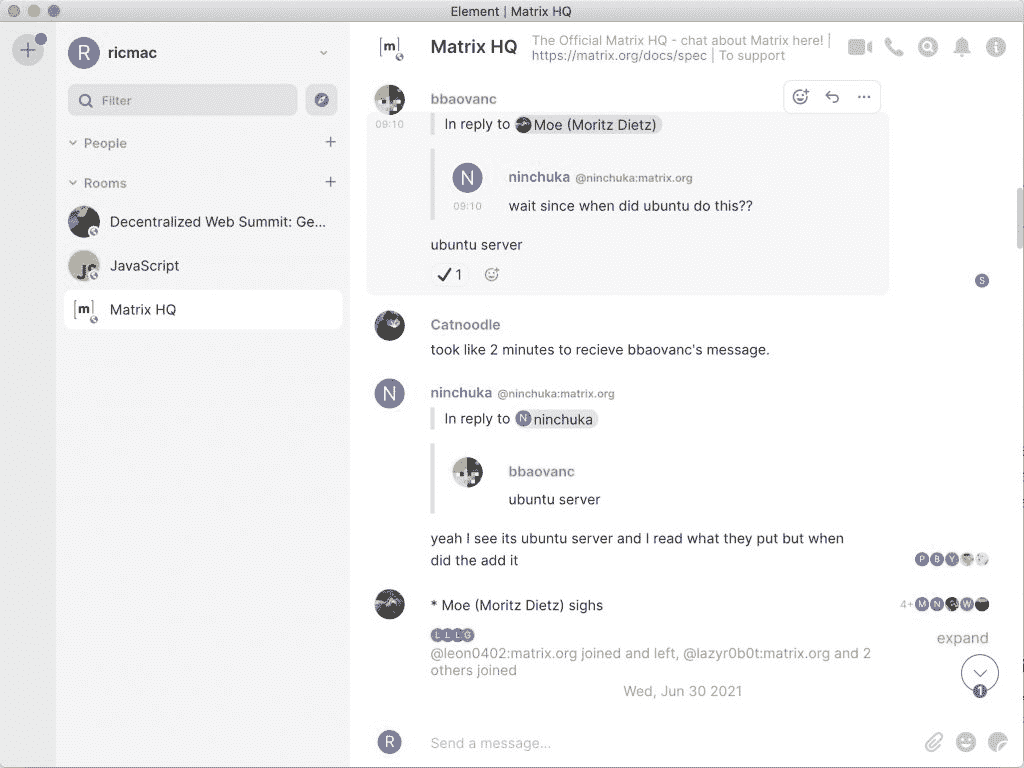 Element | Matrix HQ
R ricmac
Filter
People
Rooms
Decentralized Web Summit: Ge...
JavaScript
[m] Matrix HQ
[m] Matrix HQ
The Official Matrix HQ - chat about Matrix here! |
https://matrix.org/docs/spec | To support
bbaovanc
09:10 In reply to Moe (Moritz Dietz)
N ninchuka @ninchuka:matrix.org
09:10 wait since when did ubuntu do this??
ubuntu server
1
S
Catnoodle
took like 2 minutes to recieve bbaovanc's message.
N ninchuka @ninchuka:matrix.org
In reply to N ninchuka
bbaovanc
ubuntu server
yeah I see its ubuntu server and I read what they put but when
did the add it
P B Y
* Moe (Moritz Dietz) sighs
4+ M N W
L L L G
expand
@leon0402:matrix.org joined and left, @lazyr0b0t:matrix.org and 2
others joined
1
Wed, Jun 30 2021
R Send a message...